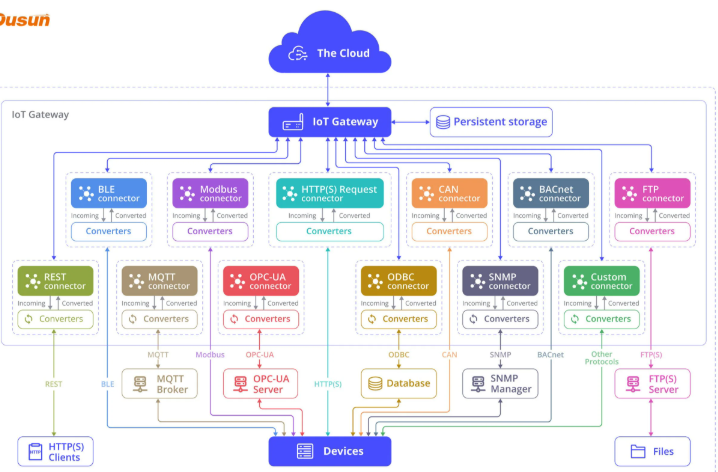 Dusun
The Cloud
IoT Gateway
IoT Gateway
Persistent storage
BLE
connector
Modbus
connector
HTTP(S) Request
connector
CAN
connector
BACnet
connector
FTP
connector
Incoming Converted
Incoming Converted
Incoming Converted
Incoming Converted
Incoming Converted
Incoming Converted
Converters
Converters
Converters
Converters
Converters
Converters
REST
connector
MQTT
connector
OPC-UA
connector
ODBC
connector
SNMP
connector
Custom
connector
Incoming Converted
Incoming Converted
Incoming Converted
Incoming Converted
Incoming Converted
Incoming Converted
Converters
Converters
Converters
Converters
Converters
Converters
MQTT
Modbus
OPC-UA
ODBC
CAN
SNMP
BACnet
Other
Protocols
FTP(S)
REST
BLE
MQTT
Broker
OPC-UA
Server
HTTP(S)
Database
SNMP
Manager
FTP(S)
Server
HTTP
HTTP(S)
Clients
Devices
Files